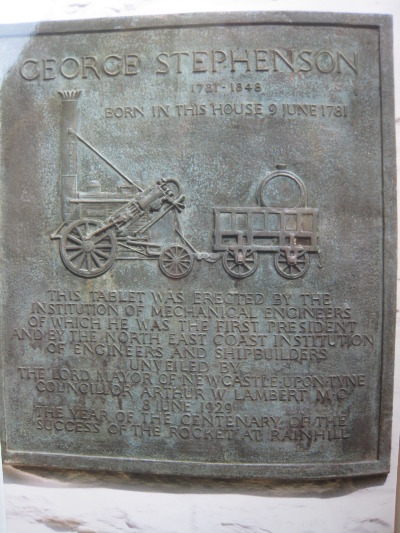 GEORGE STEPHENSON
1781 - 1848
BORN IN THIS HOUSE 9 JUNE 1781
THIS TABLET WAS ERECTED BY THE
INSTITUTION OF MECHANICAL ENGINEERS
OF WHICH HE WAS THE FIRST PRESIDENT
AND BY THE NORTH EAST COAST INSTITUTION
OF ENGINEERS AND SHIPBUILDERS
UNVEILED BY
THE LORD MAYOR OF NEWCASTLE-UPON-TYNE
COUNCILLOR ARTHUR W LAMBERT M·C·
8 JUNE 1929
THE YEAR OF THE CENTENARY OF THE
SUCCESS OF THE ROCKET AT RAINHILL